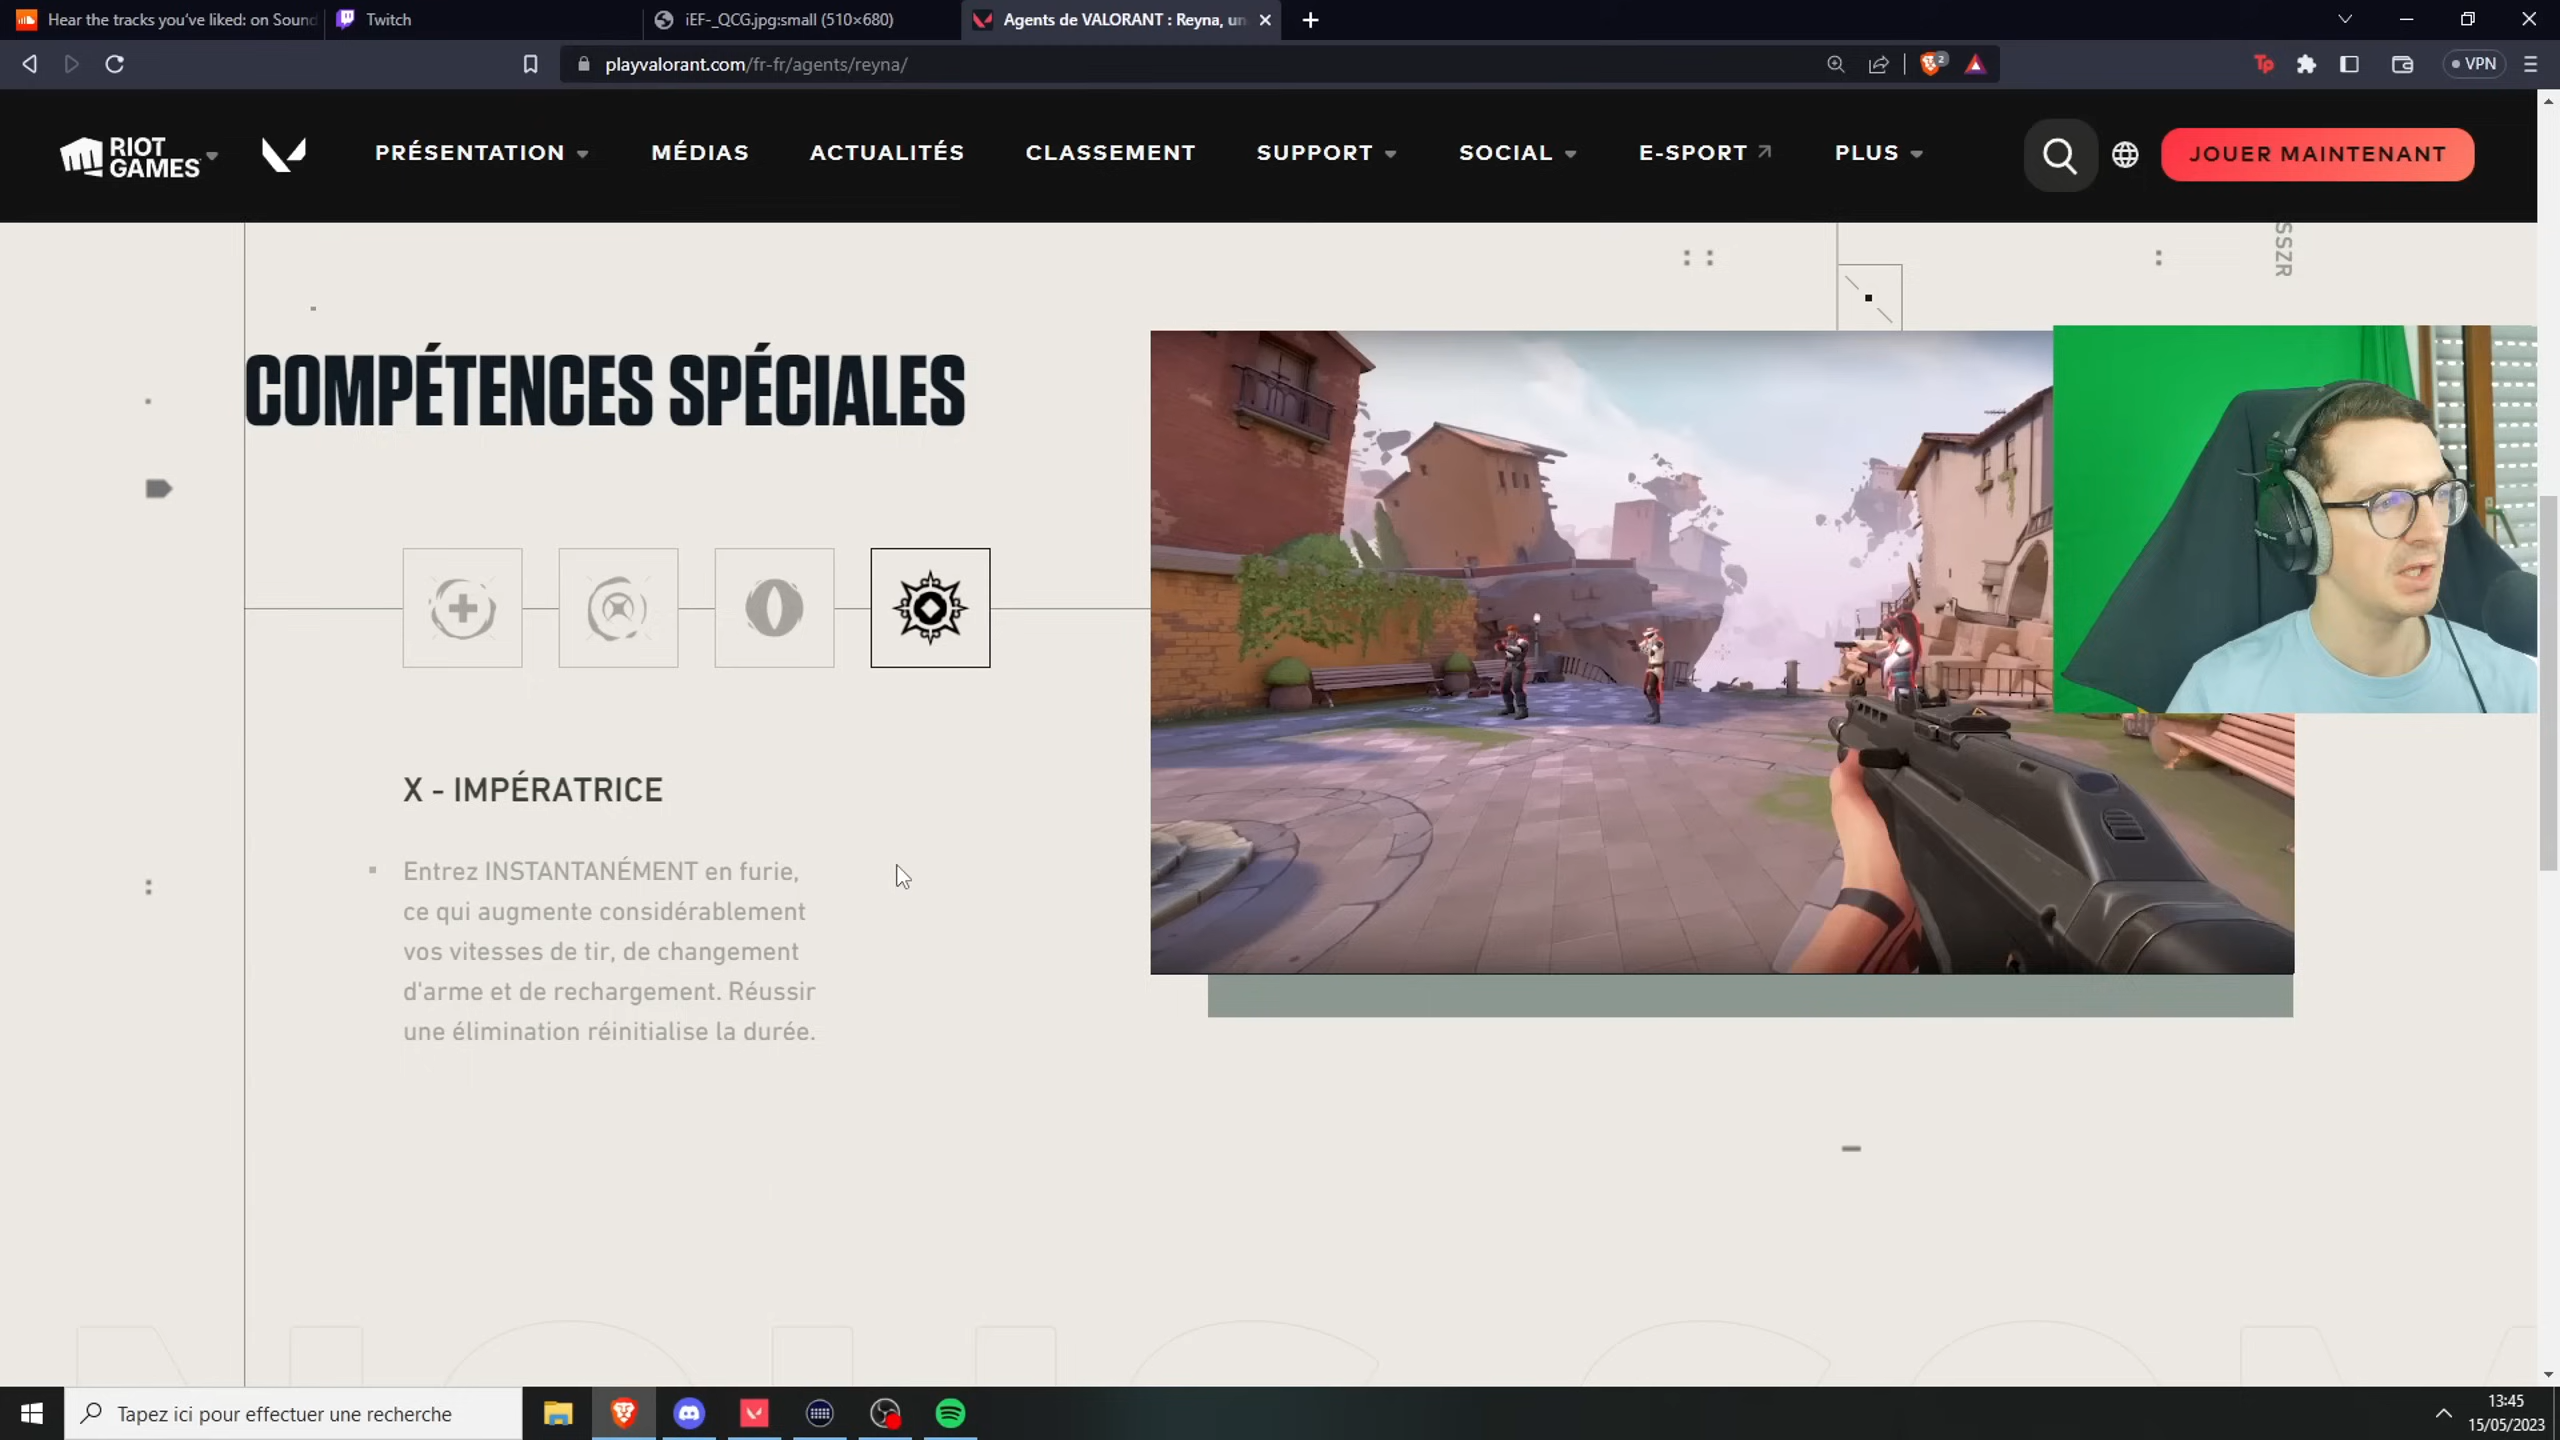 Hear the tracks you've liked: on Soun
Twitch
iEF-_QCG.jpg:small (510×680)
Agents de VALORANT : Reyna, un
playvalorant.com/fr-fr/agents/reyna/
2
Tp
VPN
RIOT
GAMES
PRÉSENTATION
MÉDIAS
ACTUALITÉS
CLASSEMENT
SUPPORT
SOCIAL
E-SPORT
PLUS
JOUER MAINTENANT
SSZR
COMPÉTENCES SPÉCIALES
X - IMPÉRATRICE
Entrez INSTANTANÉMENT en furie,
ce qui augmente considérablement
vos vitesses de tir, de changement
d'arme et de rechargement. Réussir
une élimination réinitialise la durée.
Tapez ici pour effectuer une recherche
13:45
15/05/2023